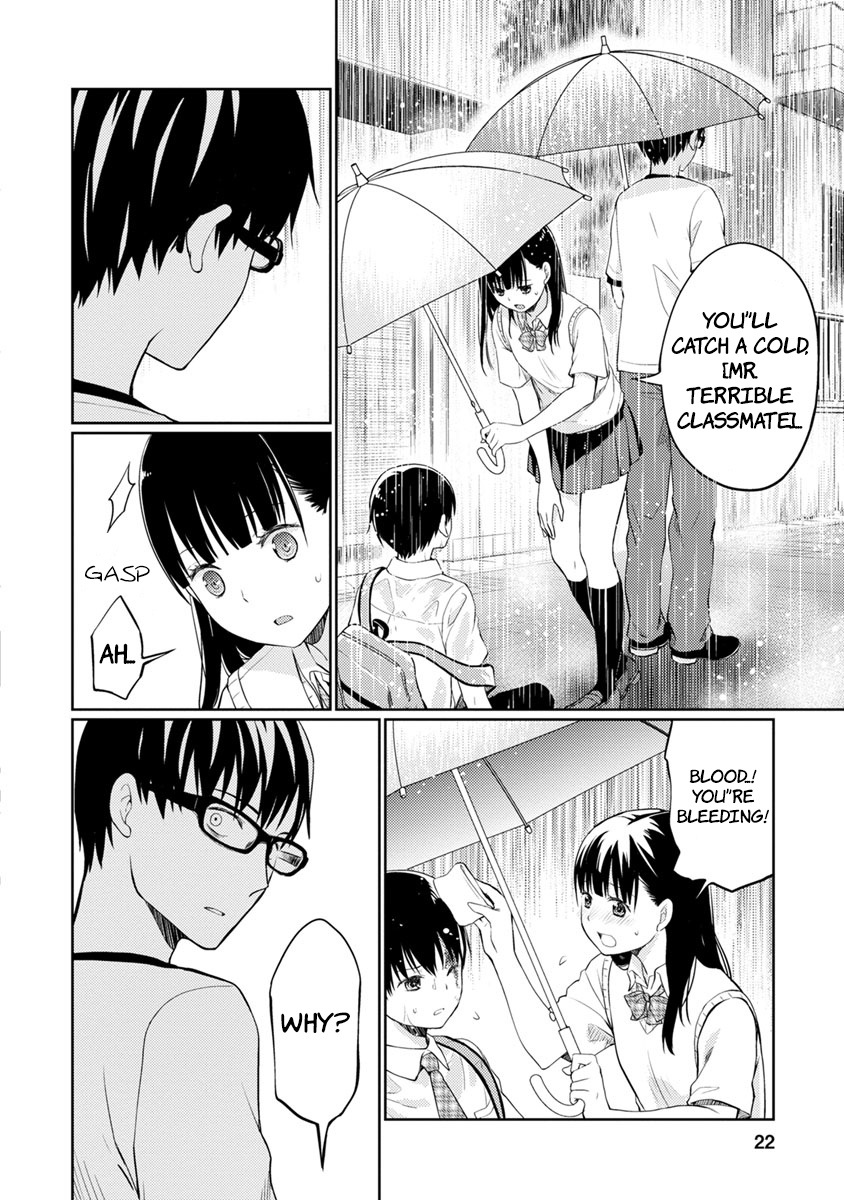 YOU"LL
CATCH A COLD,
[MR
TERRIBLE
CLASSMATE].
GASP
AH...
BLOOD...!
YOU"RE
BLEEDING!
WHY?
22